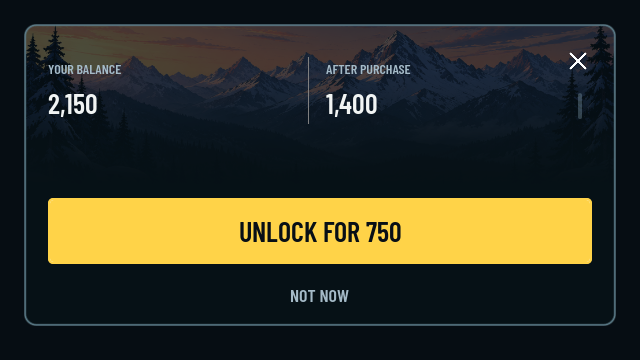 YOUR BALANCE
2,150
AFTER PURCHASE
1,400
UNLOCK FOR 750
NOT NOW